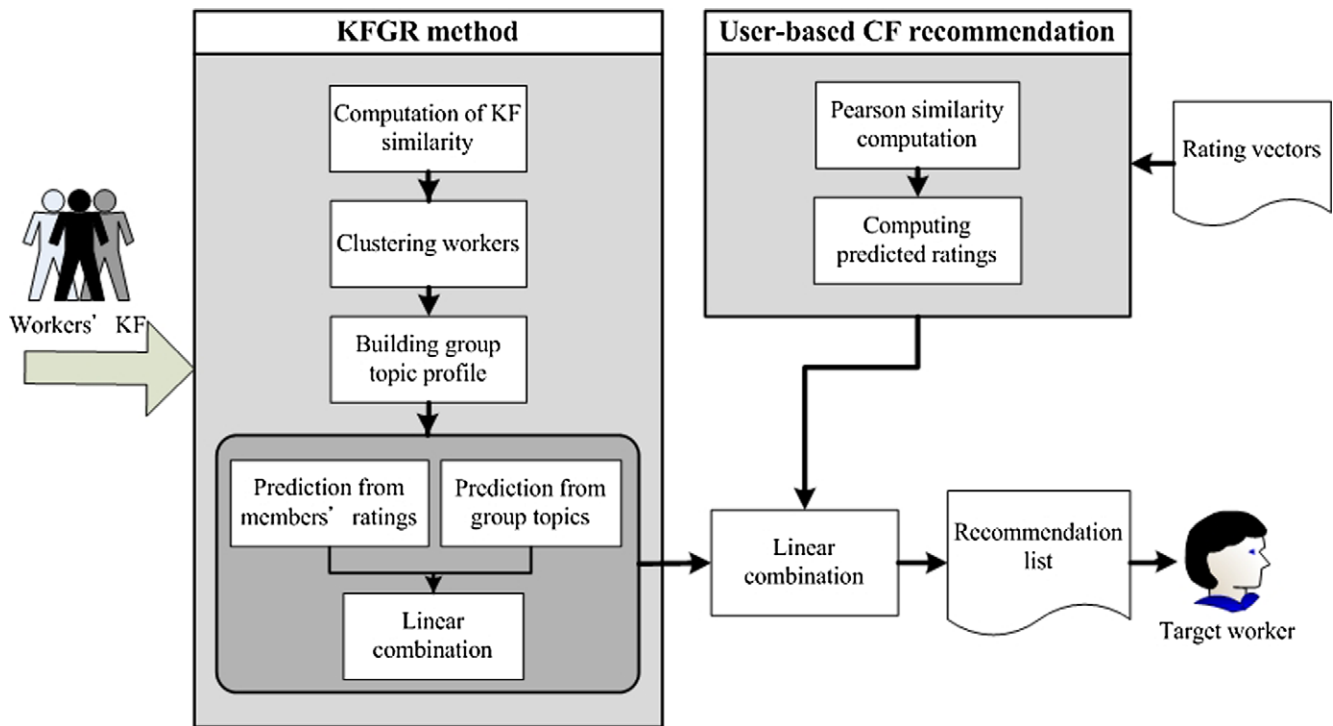 KFGR method
Computation of KF
similarity
Clustering workers
Building group
topic profile
Prediction from
members’ ratings
Prediction from
group topics
Linear
combination
Workers’ KF
User-based CF recommendation
Pearson similarity
computation
Computing
predicted ratings
Rating vectors
Linear
combination
Recommendation
list
Target worker